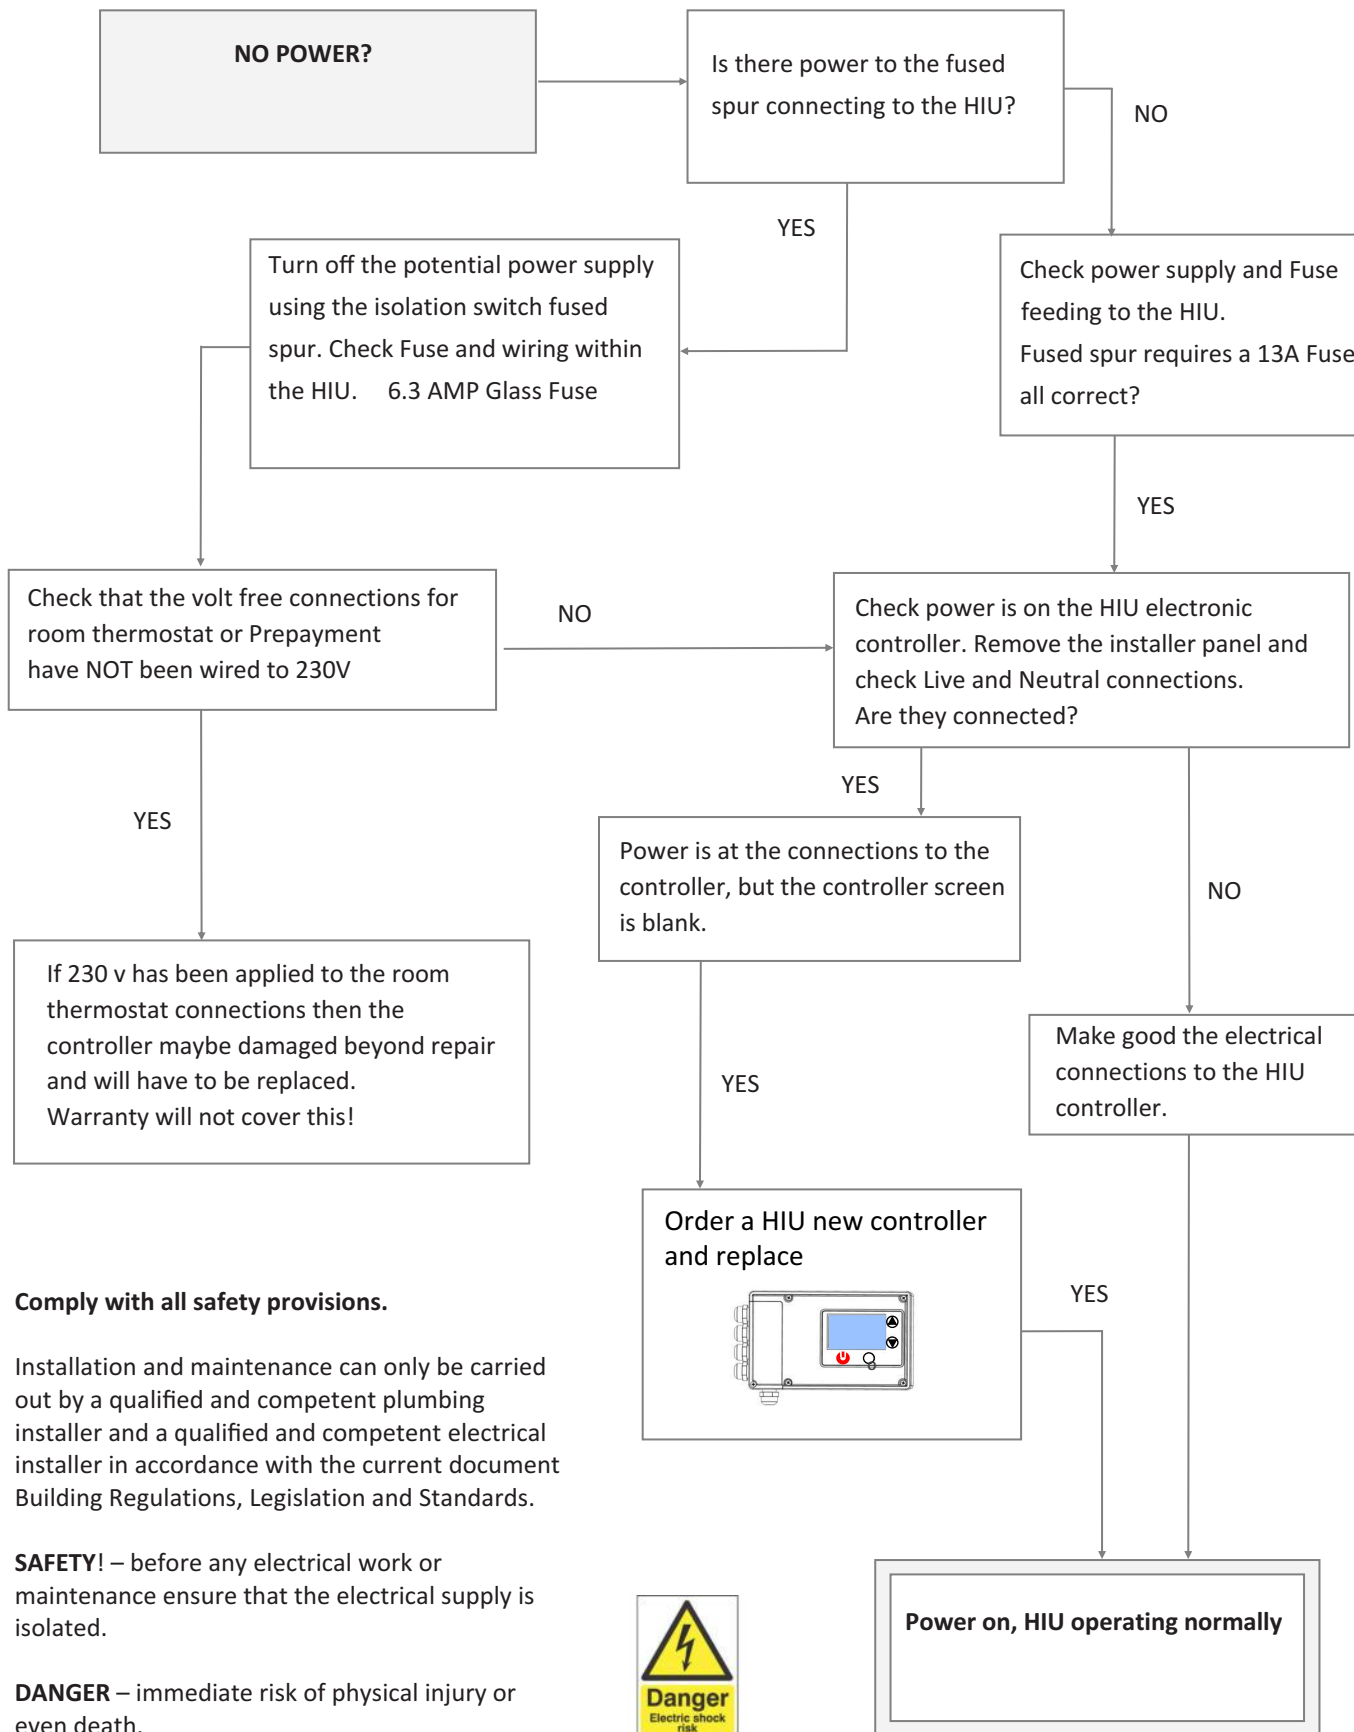 NO POWER?
Is there power to the fused
spur connecting to the HIU?
NO
YES
Turn off the potential power supply
using the isolation switch fused
spur. Check Fuse and wiring within
the HIU. 6.3 AMP Glass Fuse
Check power supply and Fuse
feeding to the HIU.
Fused spur requires a 13A Fuse
all correct?
YES
Check that the volt free connections for
room thermostat or Prepayment
have NOT been wired to 230V
NO
Check power is on the HIU electronic
controller. Remove the installer panel and
check Live and Neutral connections.
Are they connected?
YES
YES
Power is at the connections to the
controller, but the controller screen
is blank.
NO
If 230 v has been applied to the room
thermostat connections then the
controller maybe damaged beyond repair
and will have to be replaced.
Warranty will not cover this!
YES
Make good the electrical
connections to the HIU
controller.
Order a HIU new controller
and replace
YES
Comply with all safety provisions.
Installation and maintenance can only be carried
out by a qualified and competent plumbing
installer and a qualified and competent electrical
installer in accordance with the current document
Building Regulations, Legislation and Standards.
SAFETY! – before any electrical work or
maintenance ensure that the electrical supply is
isolated.
DANGER – immediate risk of physical injury or
even death.
Danger
Electric shock
risk
Power on, HIU operating normally